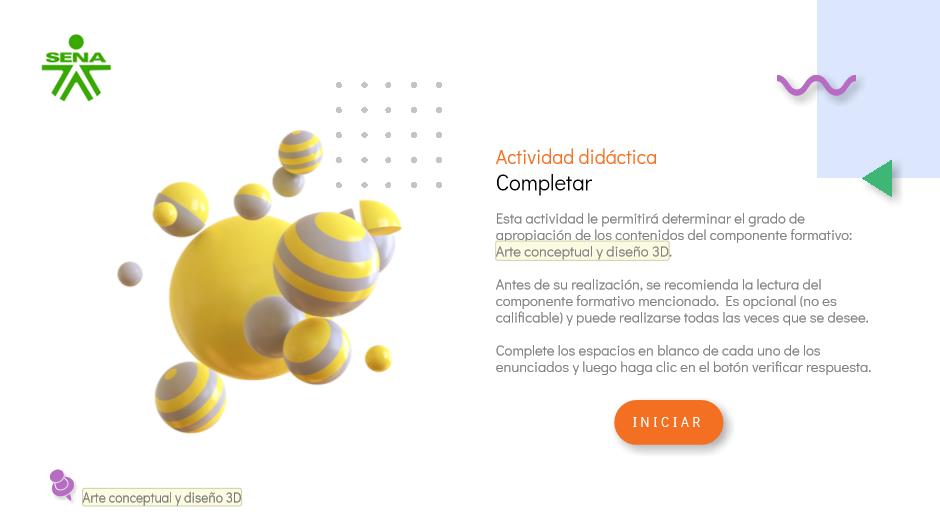 SENA
Actividad didáctica
Completar
Esta actividad le permitirá determinar el grado de
apropiación de los contenidos del componente formativo:
Arte conceptual y diseño 3D.
Antes de su realización, se recomienda la lectura del
componente formativo mencionado. Es opcional (no es
calificable) y puede realizarse todas las veces que se desee.
Complete los espacios en blanco de cada uno de los
enunciados y luego haga clic en el botón verificar respuesta.
INICIAR
Arte conceptual y diseño 3D